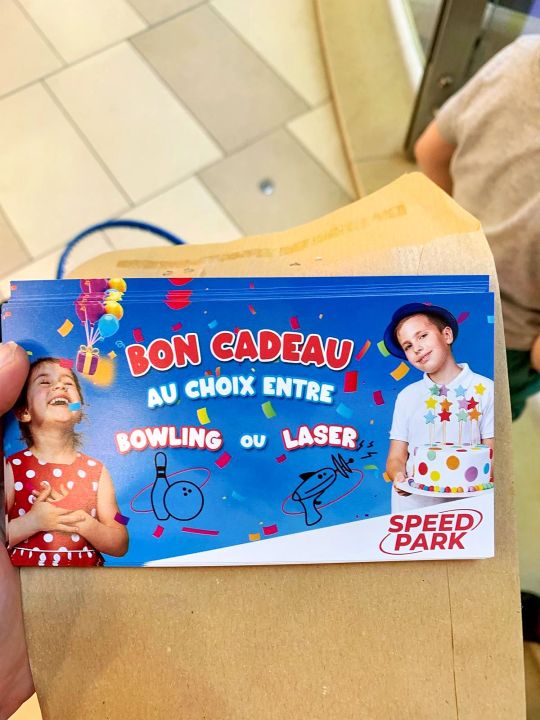 BON CADEAU
AU CHOIX ENTRE
BOWLING OU LASER
SPEED
PARK